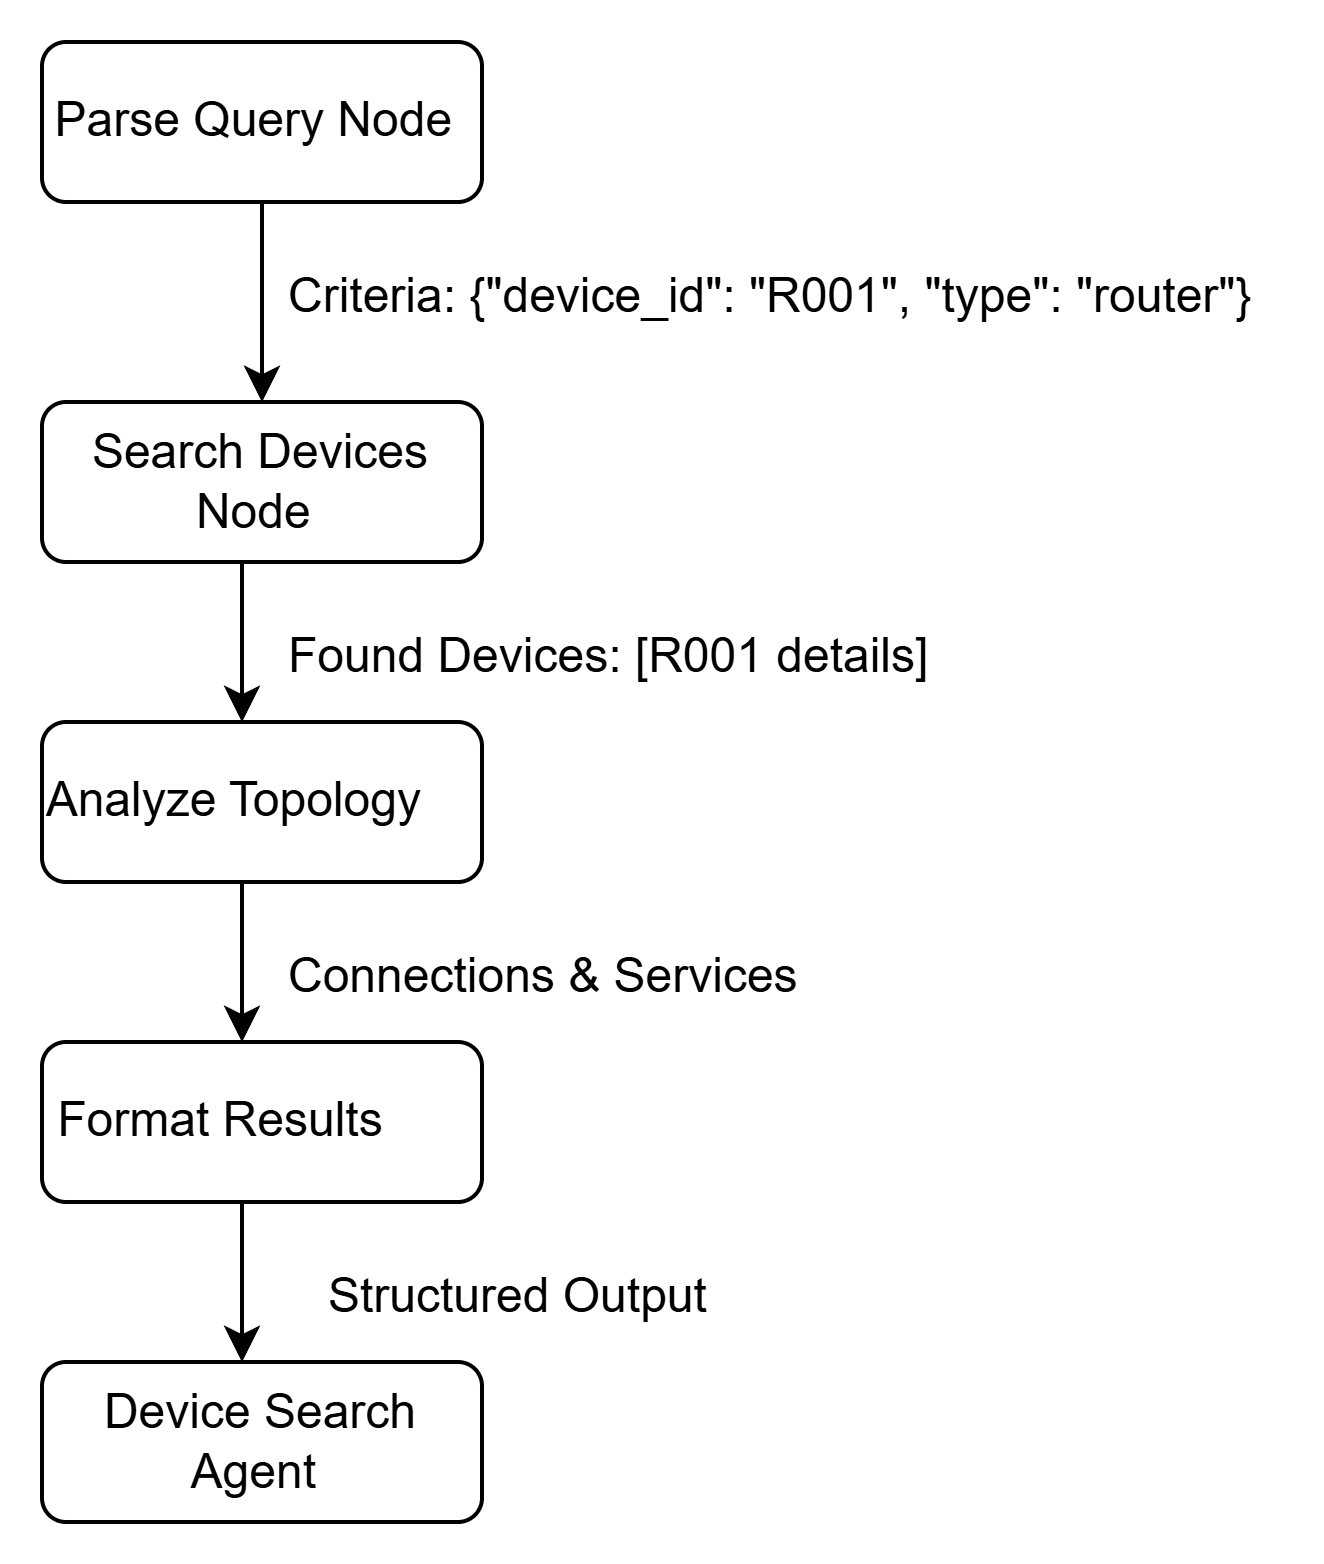 Parse Query Node
Criteria: {"device_id": "R001", "type": "router"}
Search Devices
Node
Found Devices: [R001 details]
Analyze Topology
Connections & Services
Format Results
Structured Output
Device Search
Agent